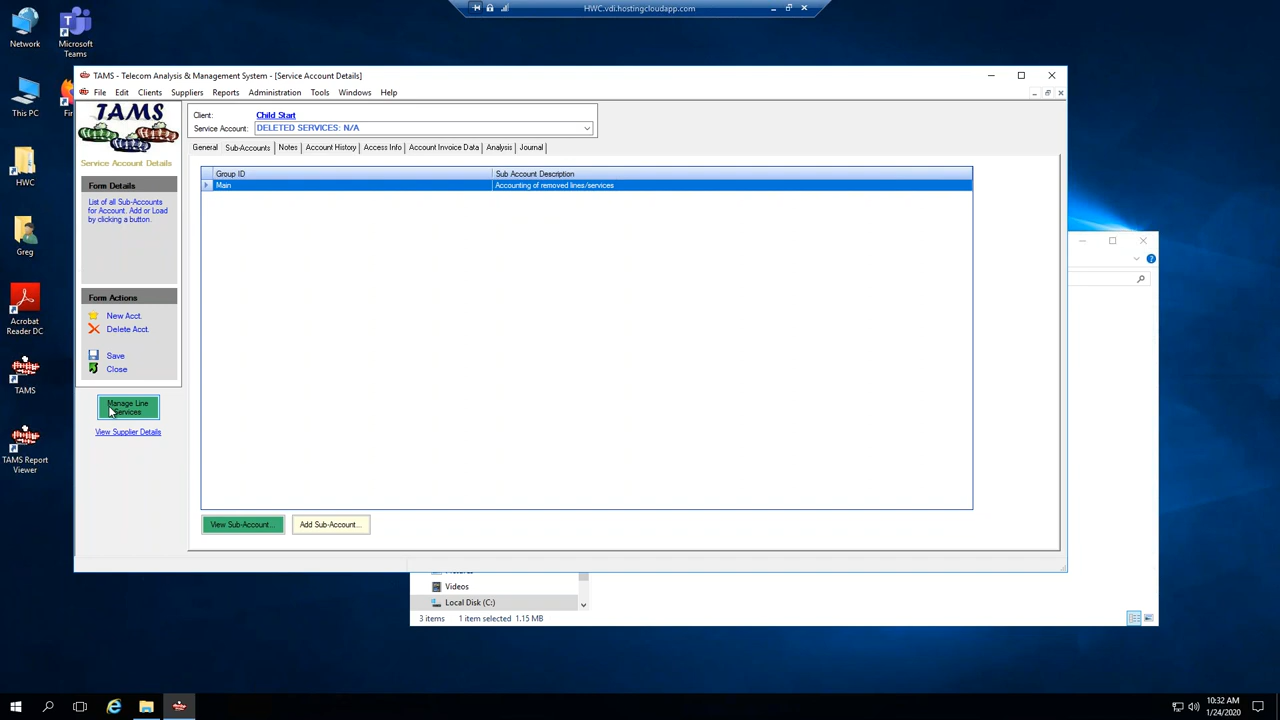 HWC.vdi.hostingcloudapp.com
Network
Microsoft
Teams
This PC
Fir
HWC
Greg
Acrobat
Reader DC
TAMS
TAMS Report
Viewer
TAMS - Telecom Analysis & Management System - [Service Account Details]
File Edit Clients Suppliers Reports Administration Tools Windows Help
TAMS
Service Account Details
Form Details
List of all Sub-Accounts
for Account. Add or Load
by clicking a button.
Form Actions
New Acct.
Delete Acct.
Save
Close
Manage Line
Services
View Supplier Details
Client: Child Start
Service Account: DELETED SERVICES: N/A
General Sub-Accounts Notes Account History Access Info Account Invoice Data Analysis Journal
Group ID Sub Account Description
Main Accounting of removed lines/services
View Sub-Account... Add Sub-Account...
Videos
Local Disk (C:)
3 items 1 item selected 1.15 MB
10:32 AM
1/24/2020